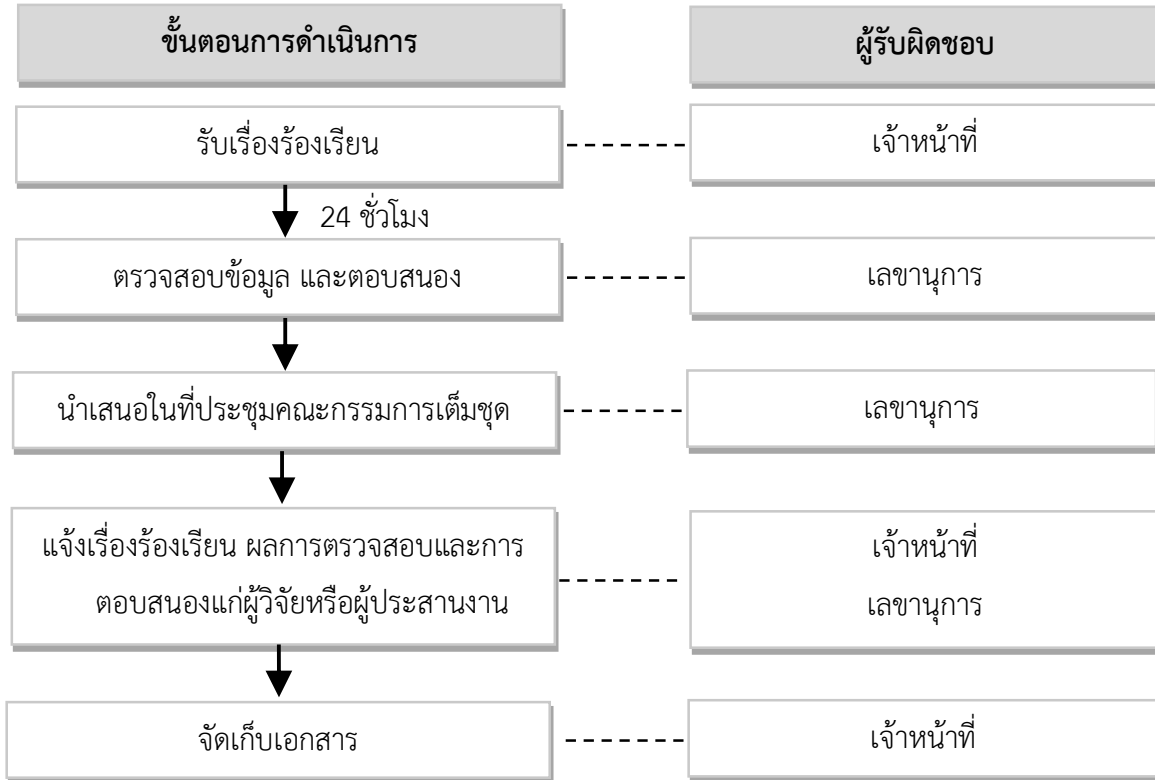 ขั้นตอนการดำเนินการ
ผู้รับผิดชอบ
รับเรื่องร้องเรียน
เจ้าหน้าที่
24 ชั่วโมง
ตรวจสอบข้อมูล และตอบสนอง
เลขานุการ
นำเสนอในที่ประชุมคณะกรรมการเต็มชุด
เลขานุการ
แจ้งเรื่องร้องเรียน ผลการตรวจสอบและการ
ตอบสนองแก่ผู้วิจัยหรือผู้ประสานงาน
เจ้าหน้าที่
เลขานุการ
จัดเก็บเอกสาร
เจ้าหน้าที่